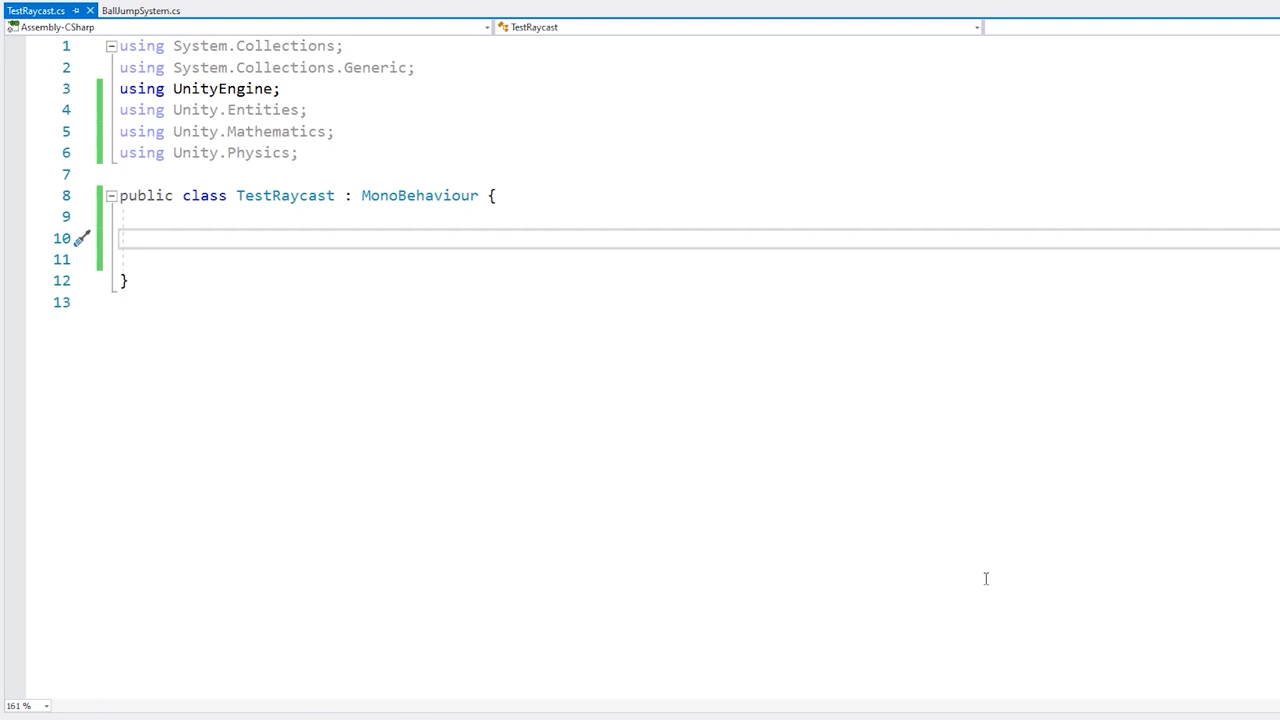 TestRaycast.cs BallJumpSystem.cs
Assembly-CSharp TestRaycast
1 using System.Collections;
2 using System.Collections.Generic;
3 using UnityEngine;
4 using Unity.Entities;
5 using Unity.Mathematics;
6 using Unity.Physics;
7
8 public class TestRaycast : MonoBehaviour {
9
10
11
12 }
13
161 %